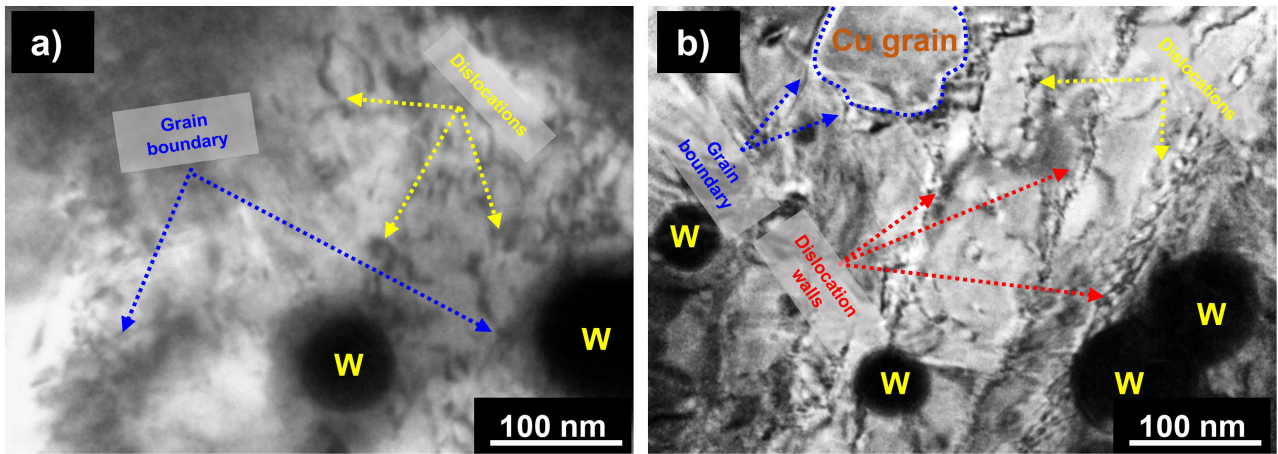 a)
Dislocations
Grain
boundary
W
W
100 nm
b)
Cu grain
Dislocations
Grain
boundary
W
Dislocation
walls
W
W
W
100 nm